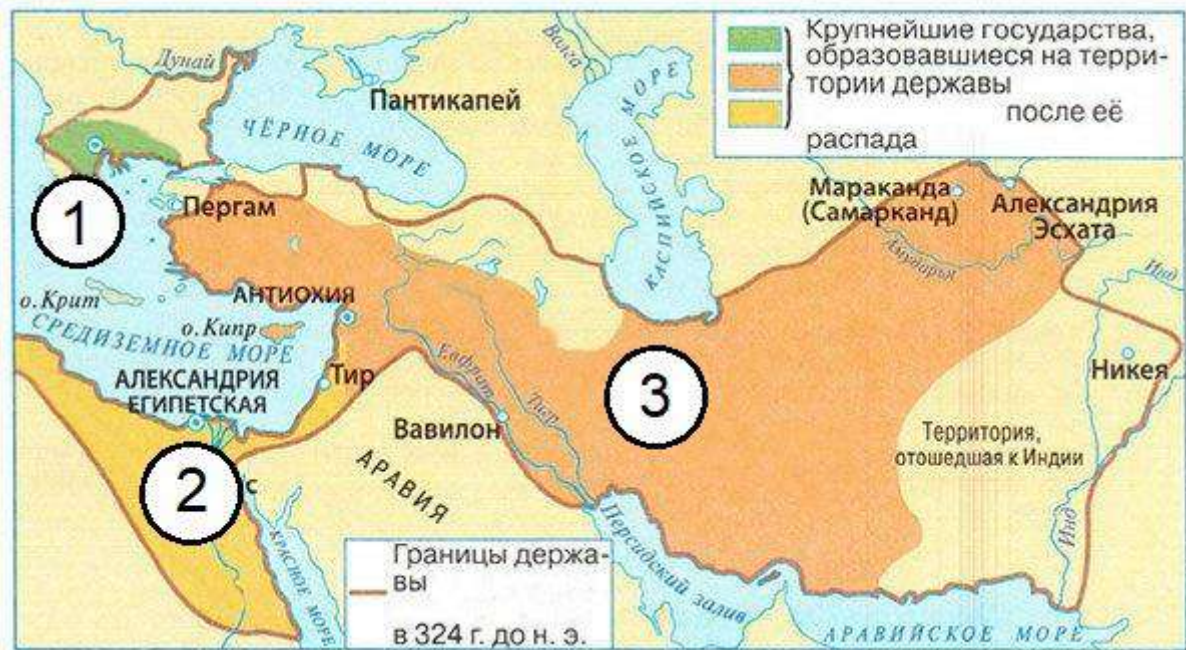 Крупнейшие государства,
образовавшиеся на терри-
тории державы
после её
распада
Дунай
Волга
Пантикапей
ЧЁРНОЕ МОРЕ
КАСПИЙСКОЕ МОРЕ
Мараканда
(Самарканд)
Александрия
Эсхата
Амударья
Инд
1
Пергам
о. Крит
АНТИОХИЯ
о. Кипр
СРЕДИЗЕМНОЕ МОРЕ
АЛЕКСАНДРИЯ
ЕГИПЕТСКАЯ
Тир
Евфрат
Тигр
3
Никея
Вавилон
Территория,
отошедшая к Индии
2
с
АРАВИЯ
КРАСНОЕ МОРЕ
Персидский залив
Инд
АРАВИЙСКОЕ МОРЕ
Границы держа-
вы
в 324 г. до н. э.